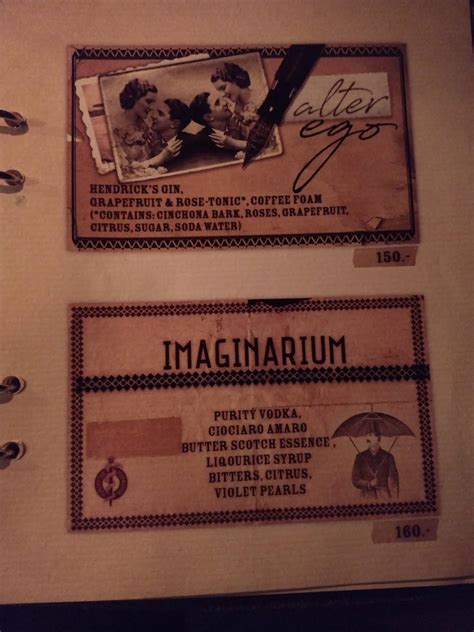 alter
ego
HENDRICK'S GIN,
GRAPEFRUIT & ROSE-TONIC*, COFFEE FOAM
(*CONTAINS: CINCHONA BARK, ROSES, GRAPEFRUIT,
CITRUS, SUGAR, SODA WATER)
150.-
IMAGINARIUM
PURITY VODKA,
CIOCIARO AMARO
BUTTER SCOTCH ESSENCE,
LIQOURICE SYRUP
BITTERS, CITRUS,
VIOLET PEARLS
160.-